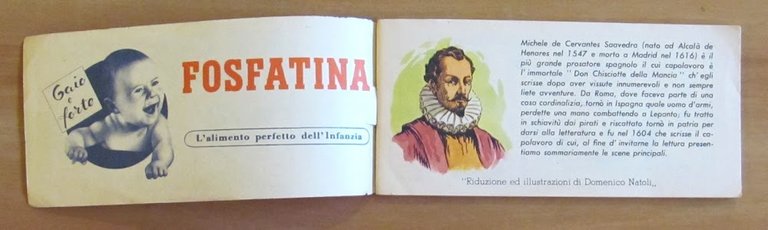 Gaio
e
forte
FOSFATINA
L'alimento perfetto dell'Infanzia
Michele de Cervantes Saavedra (nato ad Alcalà de
Henares nel 1547 e morto a Madrid nel 1616) è il
più grande prosatore spagnolo il cui capolavoro è
l'immortale " Don Chisciotte della Mancia " ch' egli
scrisse dopo aver vissute innumerevoli e non sempre
liete avventure. Da Roma, dove faceva parte di una
casa cardinalizia, tornò in Ispagna quale uomo d'armi,
perdette una mano combattendo a Lepanto; fu tratto
in schiavitù dai pirati e riscattato tornò in patria per
darsi alla letteratura e fu nel 1604 che scrisse il ca-
polavoro di cui, al fine d' invitarne la lettura presen-
tiamo sommariamente le scene principali.
"Riduzione ed illustrazioni di Domenico Natoli„